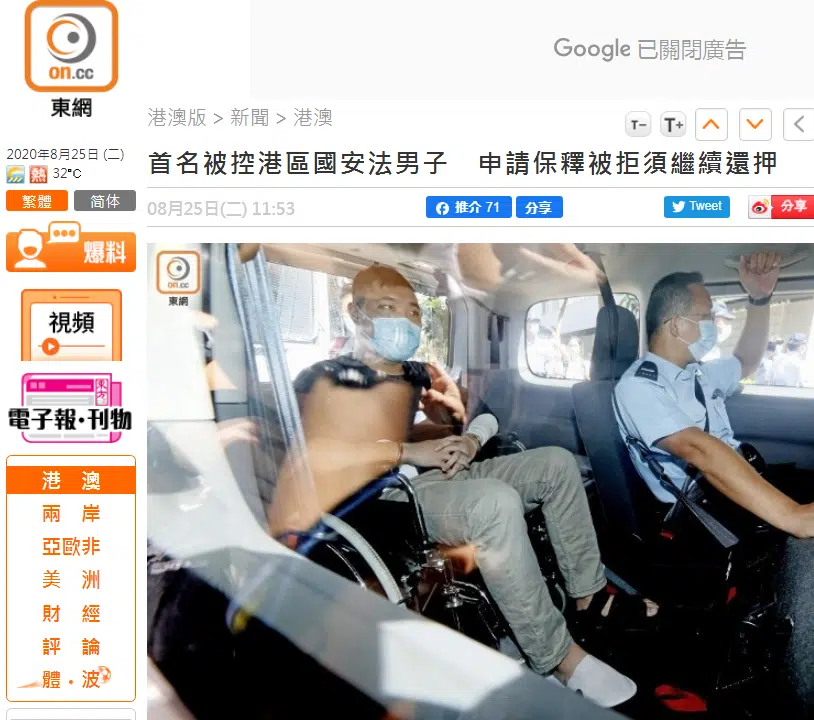 on.cc
東網
Google 已關閉廣告
港澳版 > 新聞 > 港澳
T-
T+
2020年8月25日 (二)
熱 32°C
繁體
简体
首名被控港區國安法男子　申請保釋被拒須繼續還押
08月25日(二) 11:53
推介 71
分享
Tweet
分享
爆料
視頻
東方
電子報·刊物
港 澳
兩 岸
亞歐非
美 洲
財 經
評 論
體·波
on.cc
東網